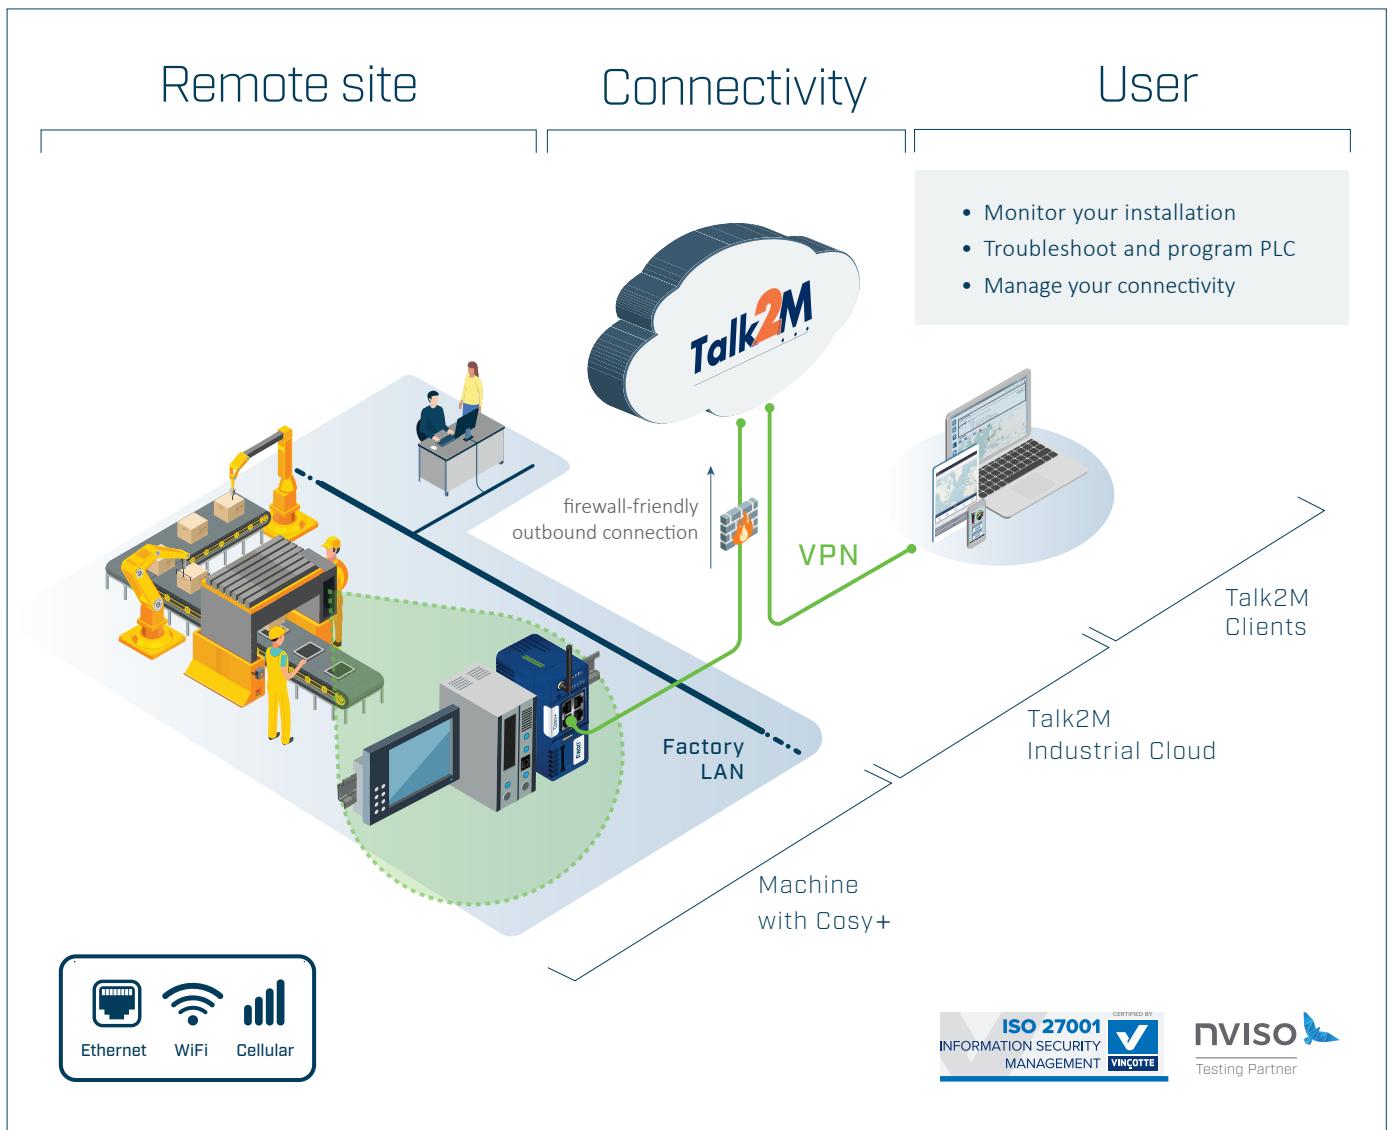 Remote site
Connectivity
User
• Monitor your installation
• Troubleshoot and program PLC
• Manage your connectivity
Talk2M
firewall-friendly
outbound connection
VPN
Talk2M
Clients
Talk2M
Industrial Cloud
Factory
LAN
Cosy+
Ewon
Machine
with Cosy+
Ethernet
WiFi
Cellular
ISO 27001
INFORMATION SECURITY
MANAGEMENT
CERTIFIED BY
VINÇOTTE
nviso
Testing Partner